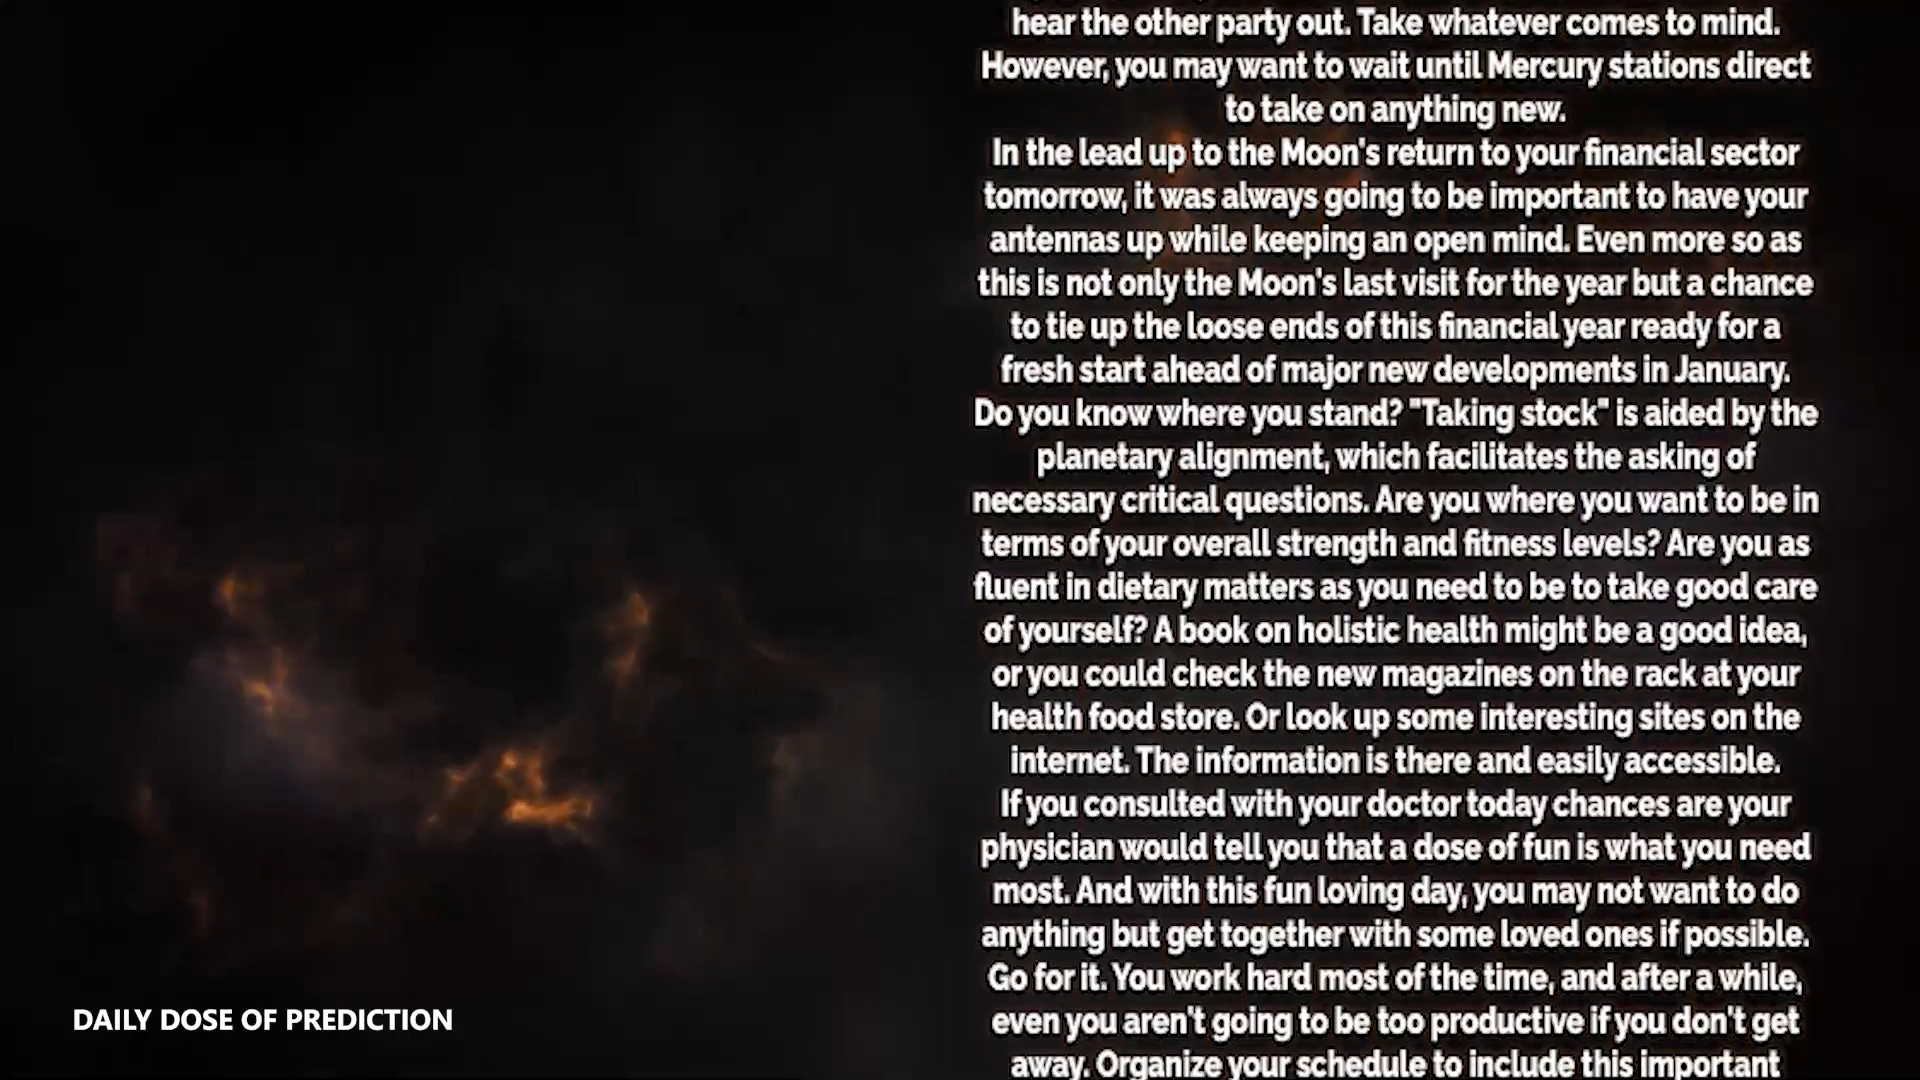 hear the other party out. Take whatever comes to mind.
However, you may want to wait until Mercury stations direct
to take on anything new.
In the lead up to the Moon's return to your financial sector
tomorrow, it was always going to be important to have your
antennas up while keeping an open mind. Even more so as
this is not only the Moon's last visit for the year but a chance
to tie up the loose ends of this financial year ready for a
fresh start ahead of major new developments in January.
Do you know where you stand? "Taking stock" is aided by the
planetary alignment, which facilitates the asking of
necessary critical questions. Are you where you want to be in
terms of your overall strength and fitness levels? Are you as
fluent in dietary matters as you need to be to take good care
of yourself? A book on holistic health might be a good idea,
or you could check the new magazines on the rack at your
health food store. Or look up some interesting sites on the
internet. The information is there and easily accessible.
If you consulted with your doctor today chances are your
physician would tell you that a dose of fun is what you need
most. And with this fun loving day, you may not want to do
anything but get together with some loved ones if possible.
Go for it. You work hard most of the time, and after a while,
even you aren't going to be too productive if you don't get
away. Organize your schedule to include this important
DAILY DOSE OF PREDICTION